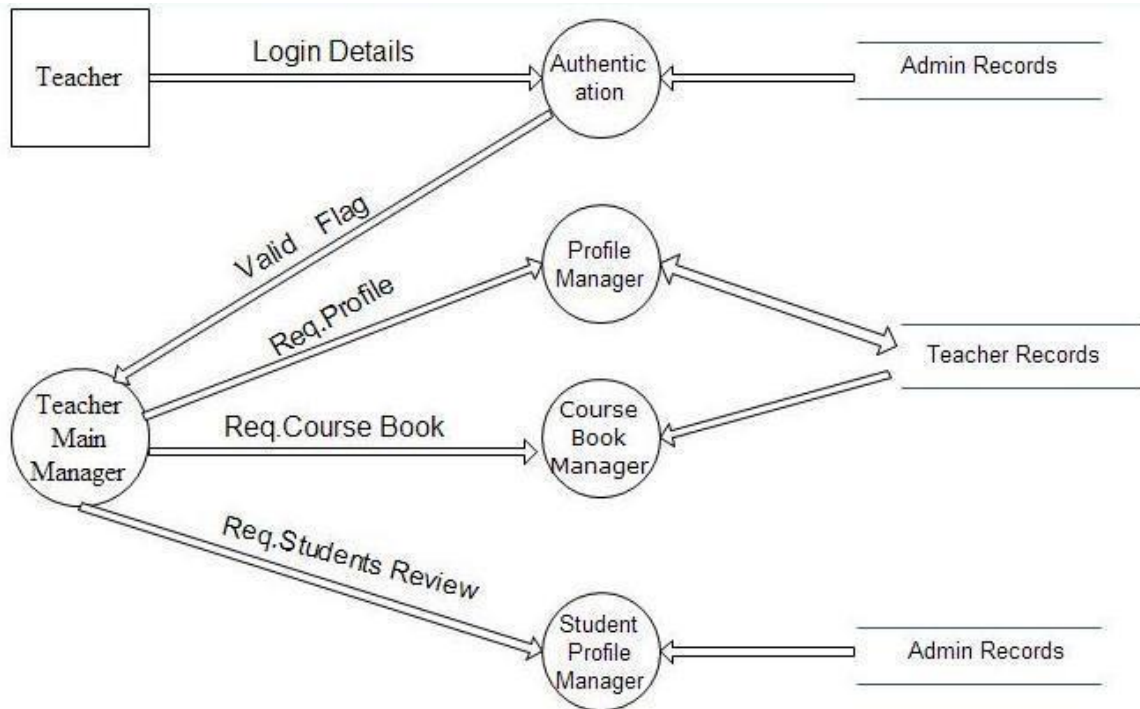 Teacher
Login Details
Authentic
ation
Admin Records
Valid   Flag
Req.Profile
Profile
Manager
Teacher Records
Teacher
Main
Manager
Req.Course Book
Course
Book
Manager
Req.Students Review
Student
Profile
Manager
Admin Records